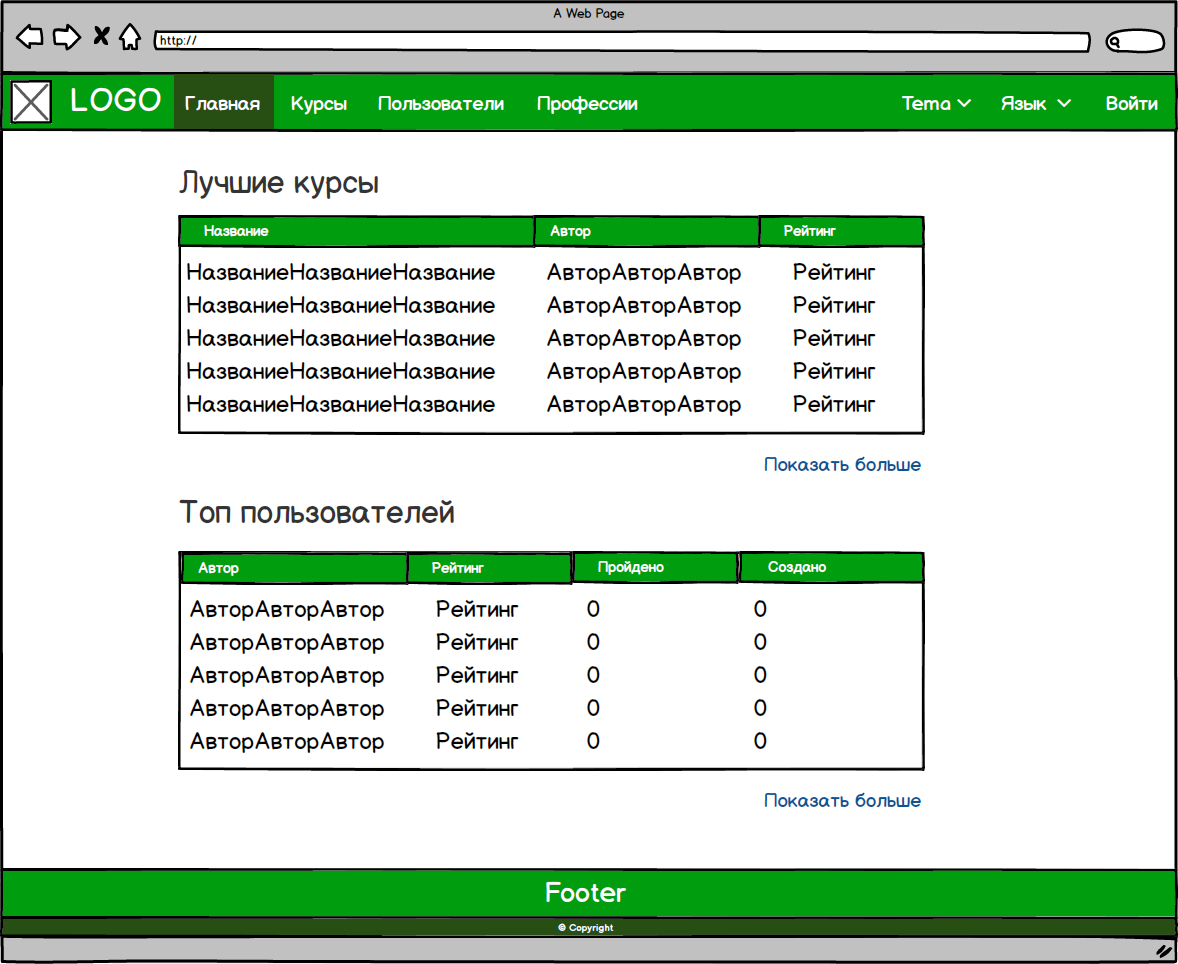 A Web Page
http://
LOGO Главная Курсы Пользователи Профессии Тема Язык Войти
Лучшие курсы
Название Автор Рейтинг
НазваниеНазваниеНазвание АвторАвторАвтор Рейтинг
НазваниеНазваниеНазвание АвторАвторАвтор Рейтинг
НазваниеНазваниеНазвание АвторАвторАвтор Рейтинг
НазваниеНазваниеНазвание АвторАвторАвтор Рейтинг
НазваниеНазваниеНазвание АвторАвторАвтор Рейтинг
Показать больше
Топ пользователей
Автор Рейтинг Пройдено Создано
АвторАвторАвтор Рейтинг 0 0
АвторАвторАвтор Рейтинг 0 0
АвторАвторАвтор Рейтинг 0 0
АвторАвторАвтор Рейтинг 0 0
АвторАвторАвтор Рейтинг 0 0
Показать больше
Footer
© Copyright